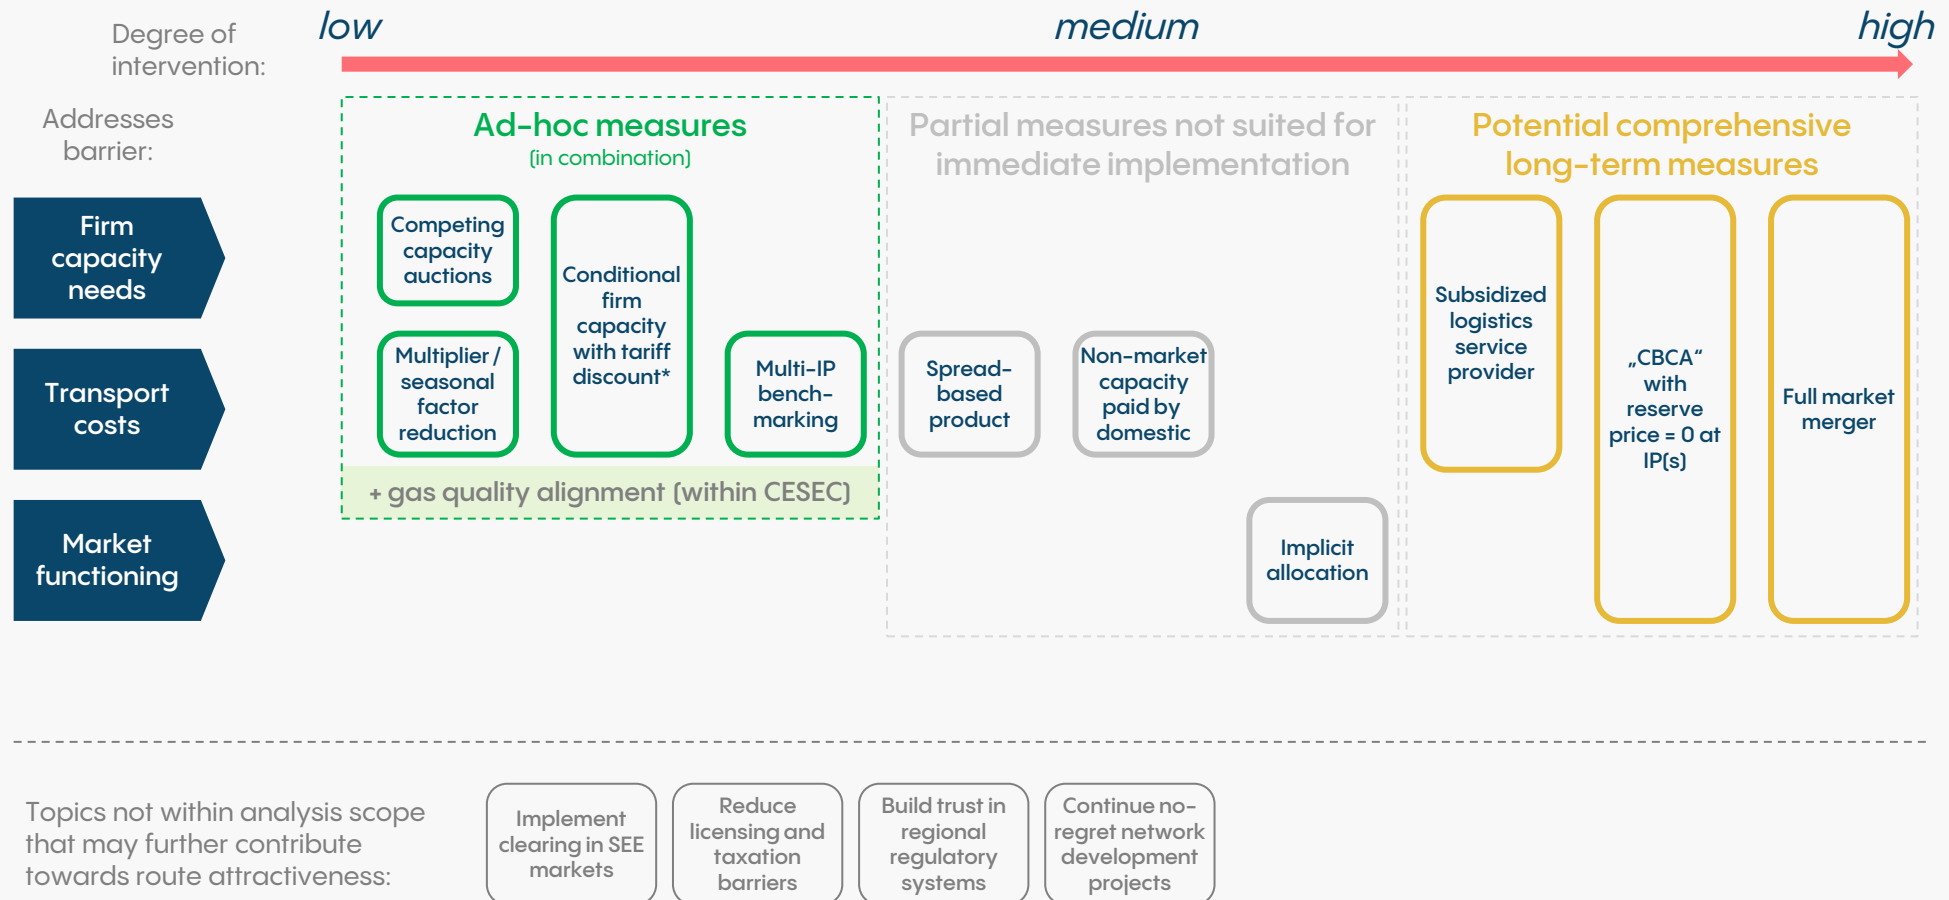 Degree of
intervention:
low
medium
high
Addresses
barrier:
Ad-hoc measures
(in combination)
Partial measures not suited for
immediate implementation
Potential comprehensive
long-term measures
Firm
capacity
needs
Transport
costs
Market
functioning
Competing
capacity
auctions
Multiplier /
seasonal
factor
reduction
Conditional
firm
capacity
with tariff
discount*
Multi-IP
bench-
marking
+ gas quality alignment (within CESEC)
Spread-
based
product
Non-market
capacity
paid by
domestic
Implicit
allocation
Subsidized
logistics
service
provider
„CBCA“
with
reserve
price = 0 at
IP(s)
Full market
merger
Topics not within analysis scope
that may further contribute
towards route attractiveness:
Implement
clearing in SEE
markets
Reduce
licensing and
taxation
barriers
Build trust in
regional
regulatory
systems
Continue no-
regret network
development
projects